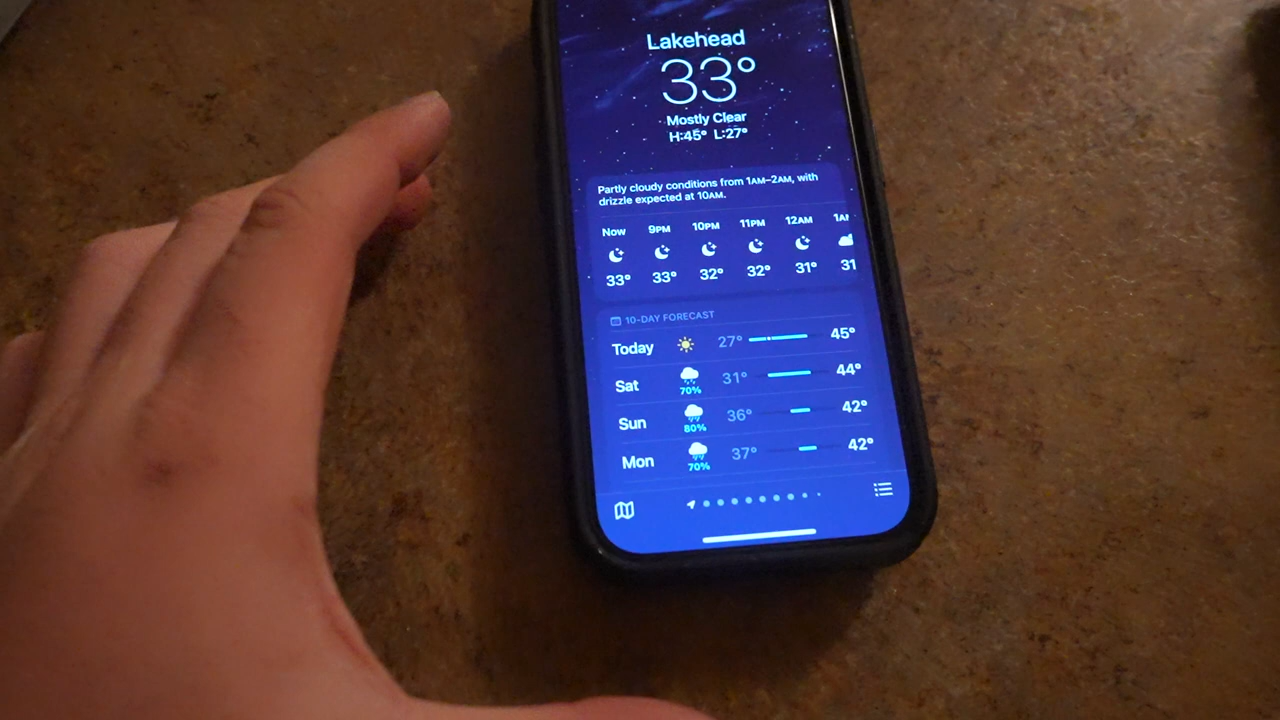 Lakehead
33°
Mostly Clear
H:45° L:27°
Partly cloudy conditions from 1AM–2AM, with
drizzle expected at 10AM.
Now 9PM 10PM 11PM 12AM 1AM
33° 33° 32° 32° 31° 31
10-DAY FORECAST
Today 27° 45°
Sat 70% 31° 44°
Sun 80% 36° 42°
Mon 70% 37° 42°